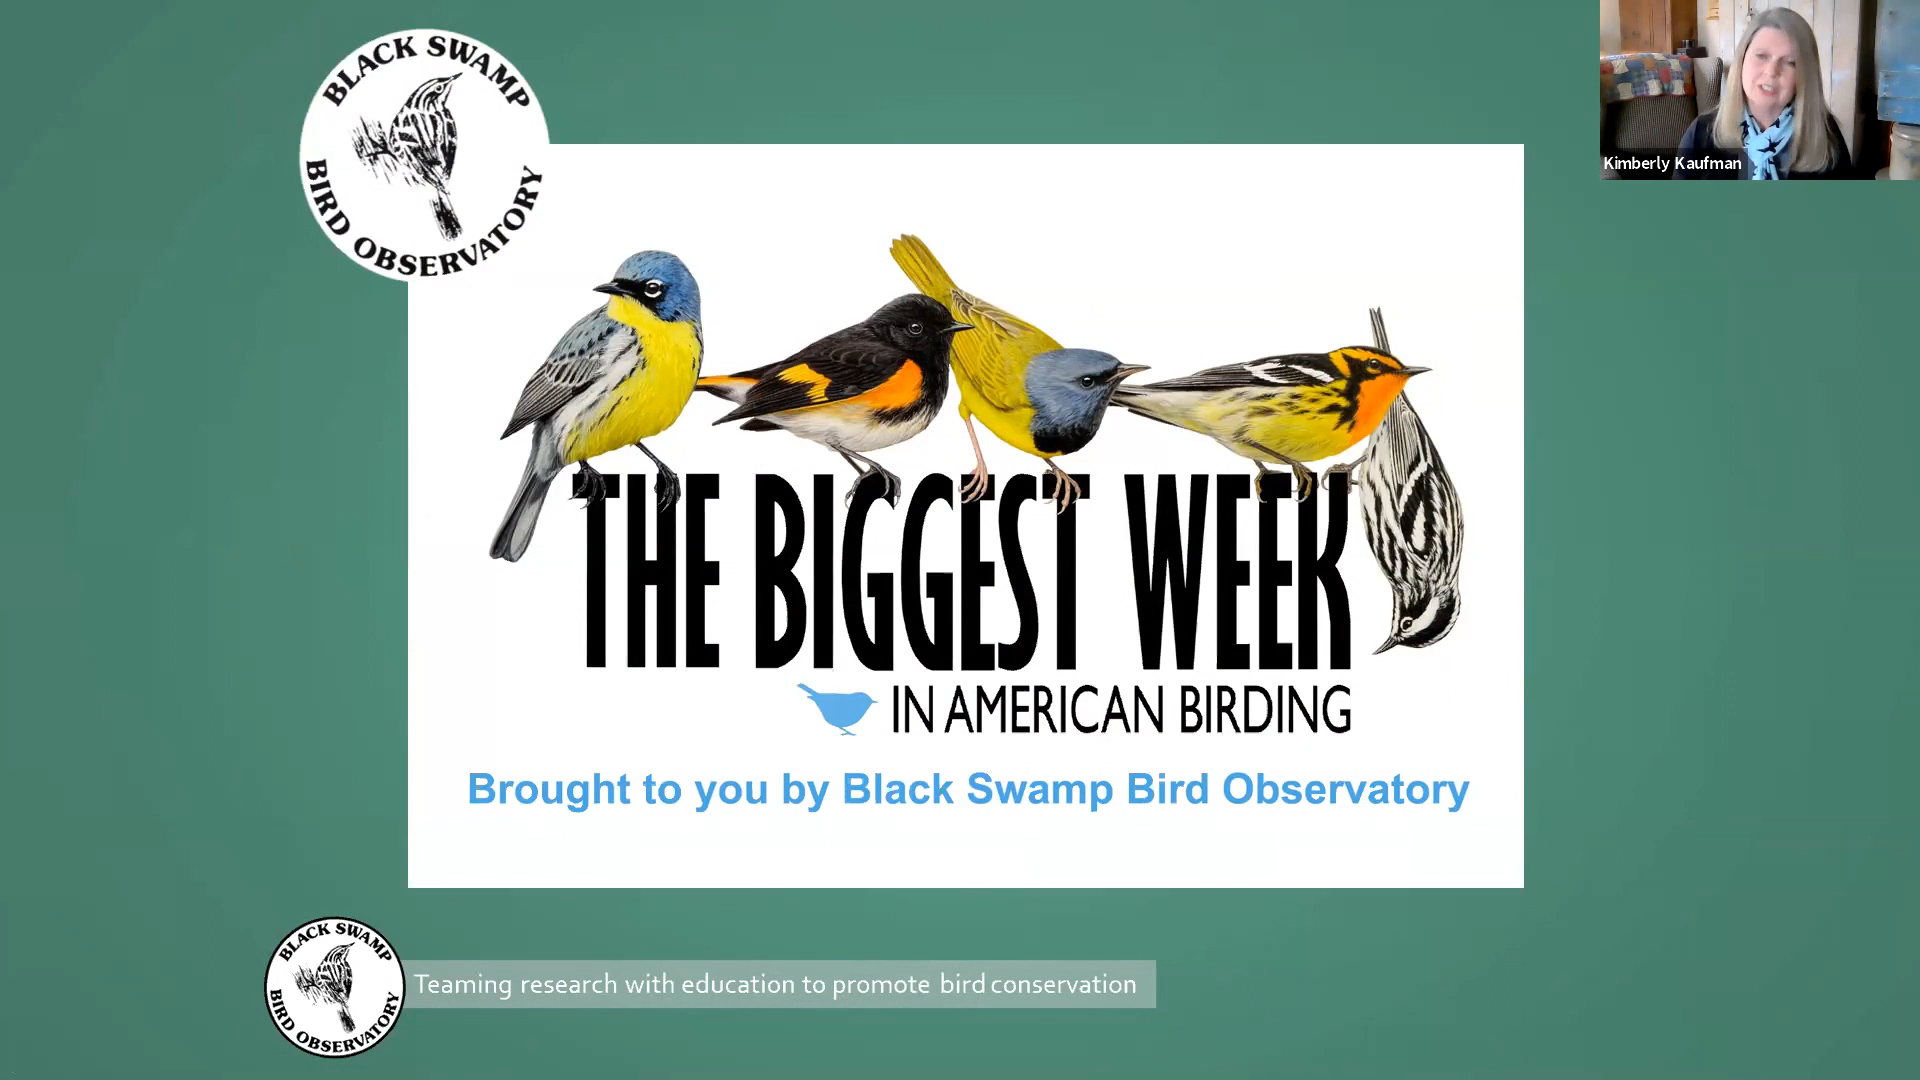 BLACK SWAMP
BIRD OBSERVATORY
Kimberly Kaufman
THE BIGGEST WEEK
IN AMERICAN BIRDING
Brought to you by Black Swamp Bird Observatory
BLACK SWAMP
BIRD OBSERVATORY
Teaming research with education to promote bird conservation